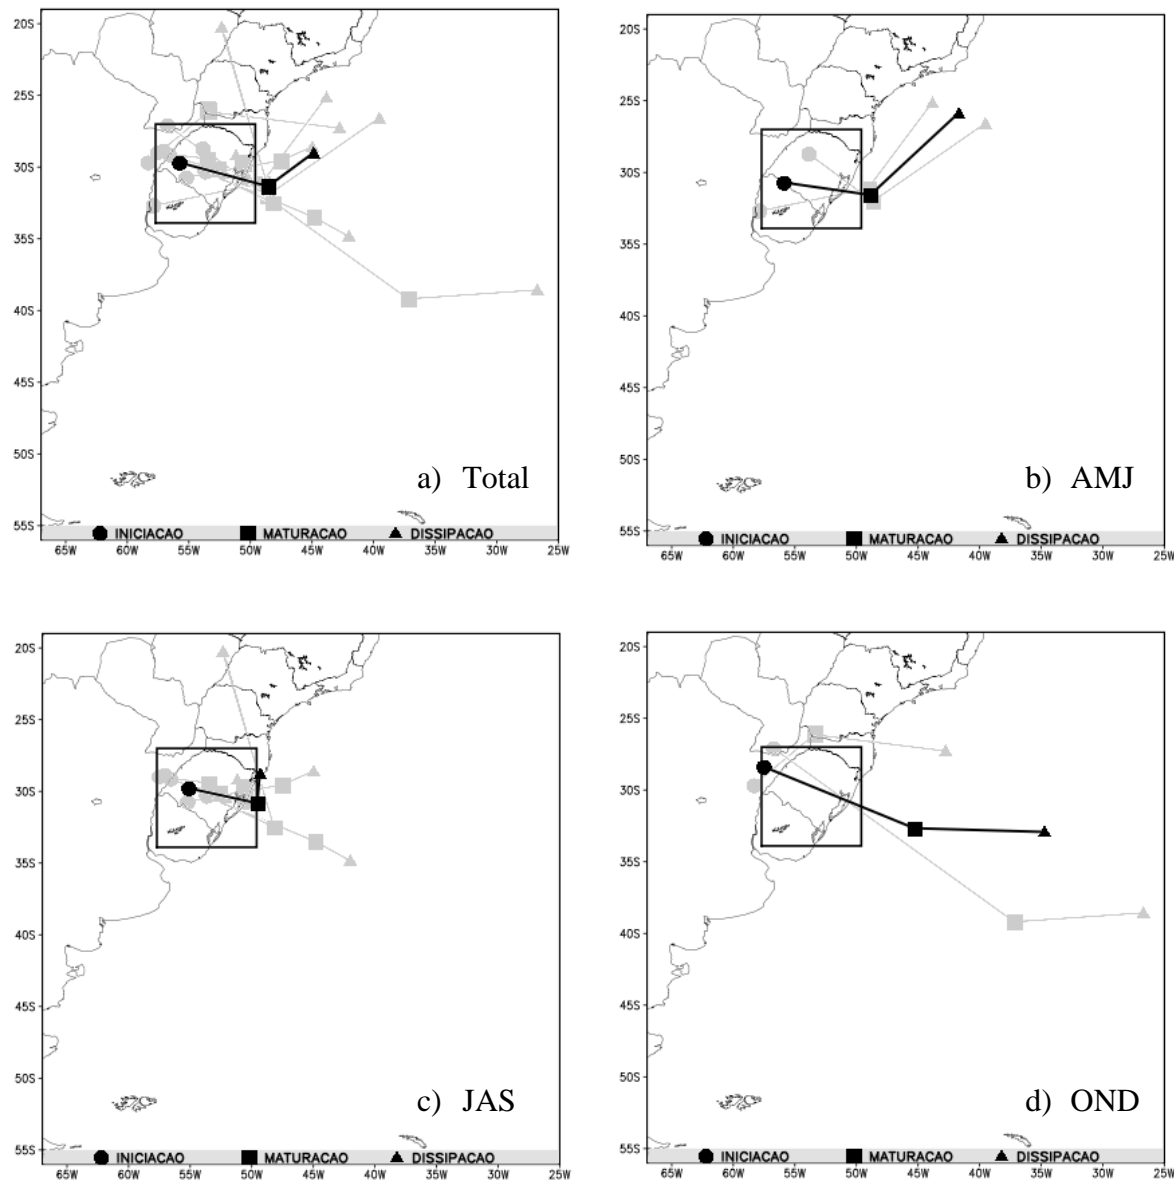 20S
25S
30S
35S
40S
45S
50S
55S
a) Total
INICIACAO MATURACAO DISSIPACAO
65W 60W 55W 50W 45W 40W 35W 30W 25W
20S
25S
30S
35S
40S
45S
50S
55S
b) AMJ
INICIACAO MATURACAO DISSIPACAO
65W 60W 55W 50W 45W 40W 35W 30W 25W
20S
25S
30S
35S
40S
45S
50S
55S
c) JAS
INICIACAO MATURACAO DISSIPACAO
65W 60W 55W 50W 45W 40W 35W 30W 25W
20S
25S
30S
35S
40S
45S
50S
55S
d) OND
INICIACAO MATURACAO DISSIPACAO
65W 60W 55W 50W 45W 40W 35W 30W 25W